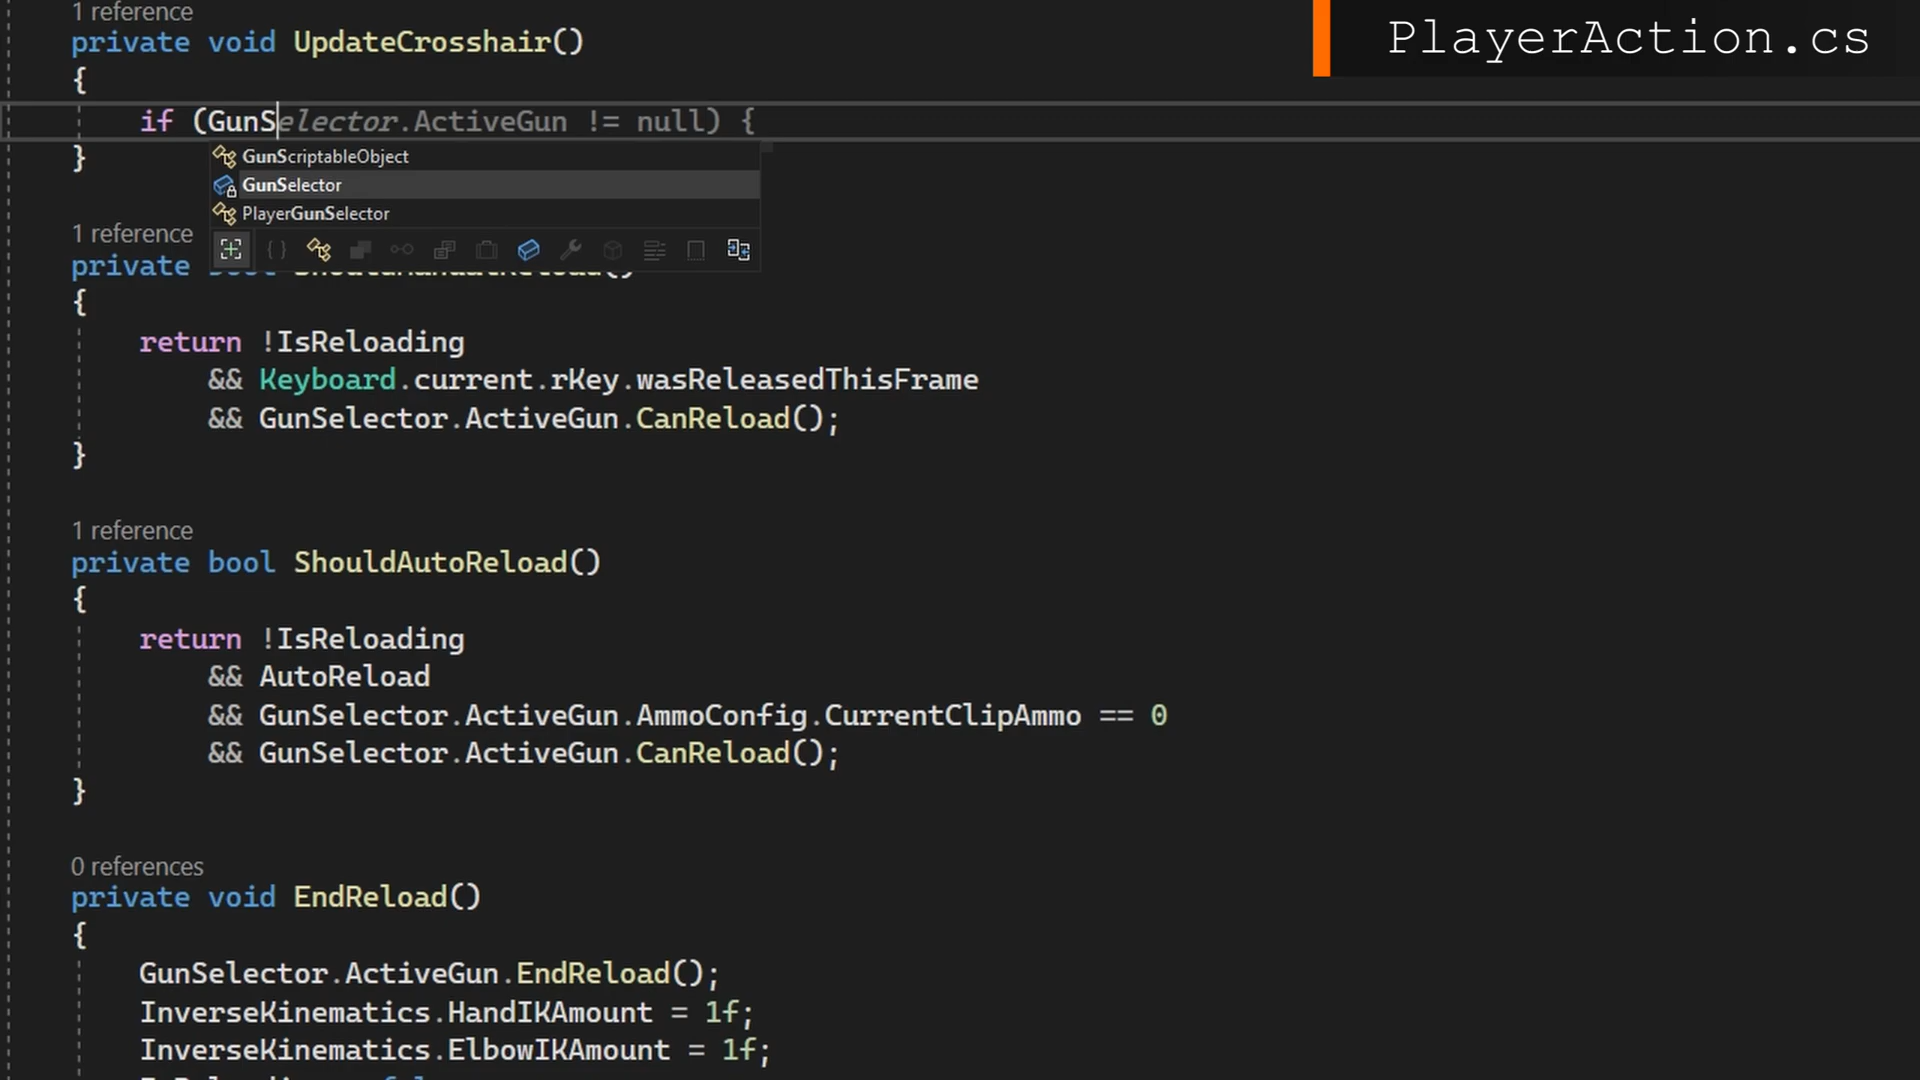 1 reference
PlayerAction.cs
private void UpdateCrosshair()
{
if (GunSelector.ActiveGun != null) {
GunScriptableObject
}
GunSelector
PlayerGunSelector
1 reference
private
{
return !IsReloading
&& Keyboard.current.rKey.wasReleasedThisFrame
&& GunSelector.ActiveGun.CanReload();
}
1 reference
private bool ShouldAutoReload()
{
return !IsReloading
&& AutoReload
&& GunSelector.ActiveGun.AmmoConfig.CurrentClipAmmo == 0
&& GunSelector.ActiveGun.CanReload();
}
0 references
private void EndReload()
{
GunSelector.ActiveGun.EndReload();
InverseKinematics.HandIKAmount = 1f;
InverseKinematics.ElbowIKAmount = 1f;